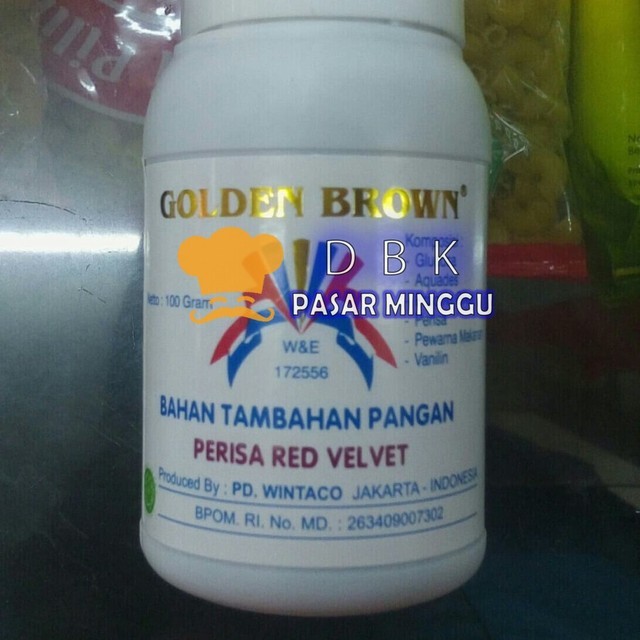 GOLDEN BROWN®
Komposisi :
- Aquades
DBK
Netto : 100 Gram
PASAR MINGGU
- Perisa
- Pewarna Makanan
- Vanilin
W&E
172556
BAHAN TAMBAHAN PANGAN
PERISA RED VELVET
Produced By : PD. WINTACO JAKARTA - INDONESIA
BPOM. RI. No. MD. : 263409007302